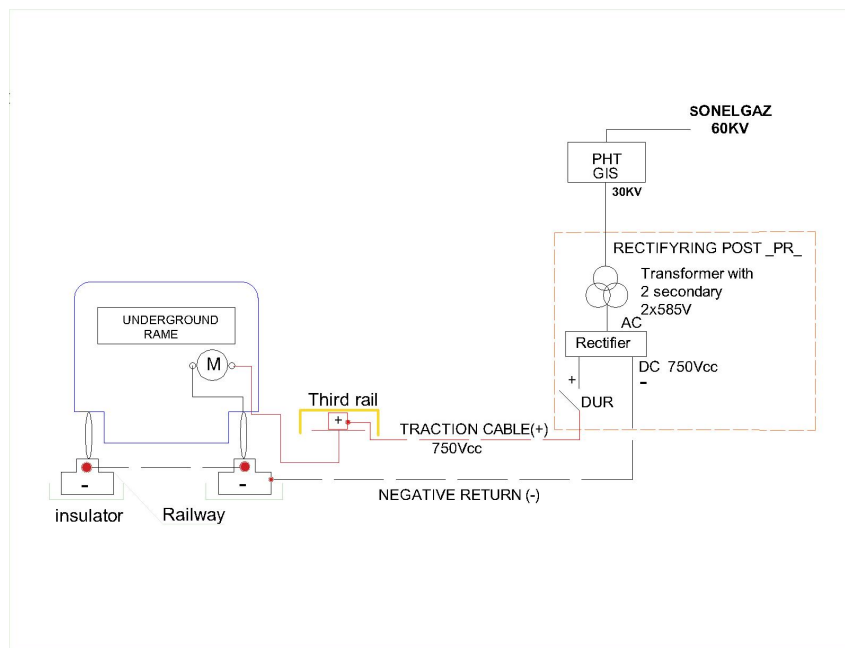 sONELGAZ
60KV
PHT
GIS
30KV
RECTIFYRING POST _PR_
Transformer with
2 secondary
2x585V
AC
Rectifier
DC 750Vcc
+
-
DUR
UNDERGROUND
RAME
M
Third rail
+
TRACTION CABLE(+)
750Vcc
-
-
NEGATIVE RETURN (-)
insulator
Railway